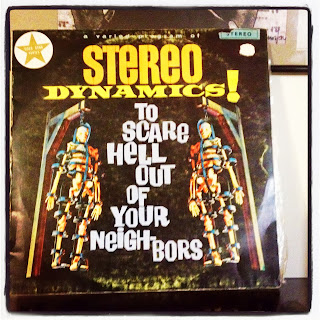 a varied program of
STEREO
STEREO
DYNAMICS!
TO
SCARE
HELL
OUT
OF
YOUR
NEIGH-
BORS